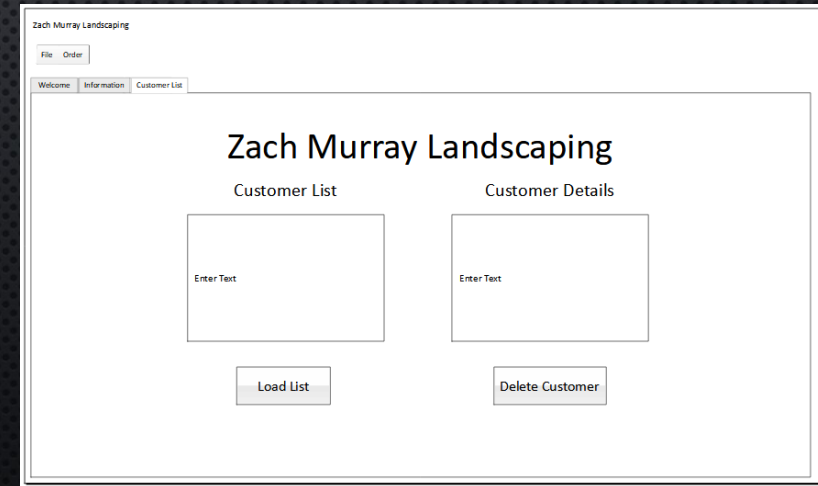 Zach Murray Landscaping
File Order
Welcome Information Customer List
Zach Murray Landscaping
Customer List Customer Details
Enter Text Enter Text
Load List Delete Customer